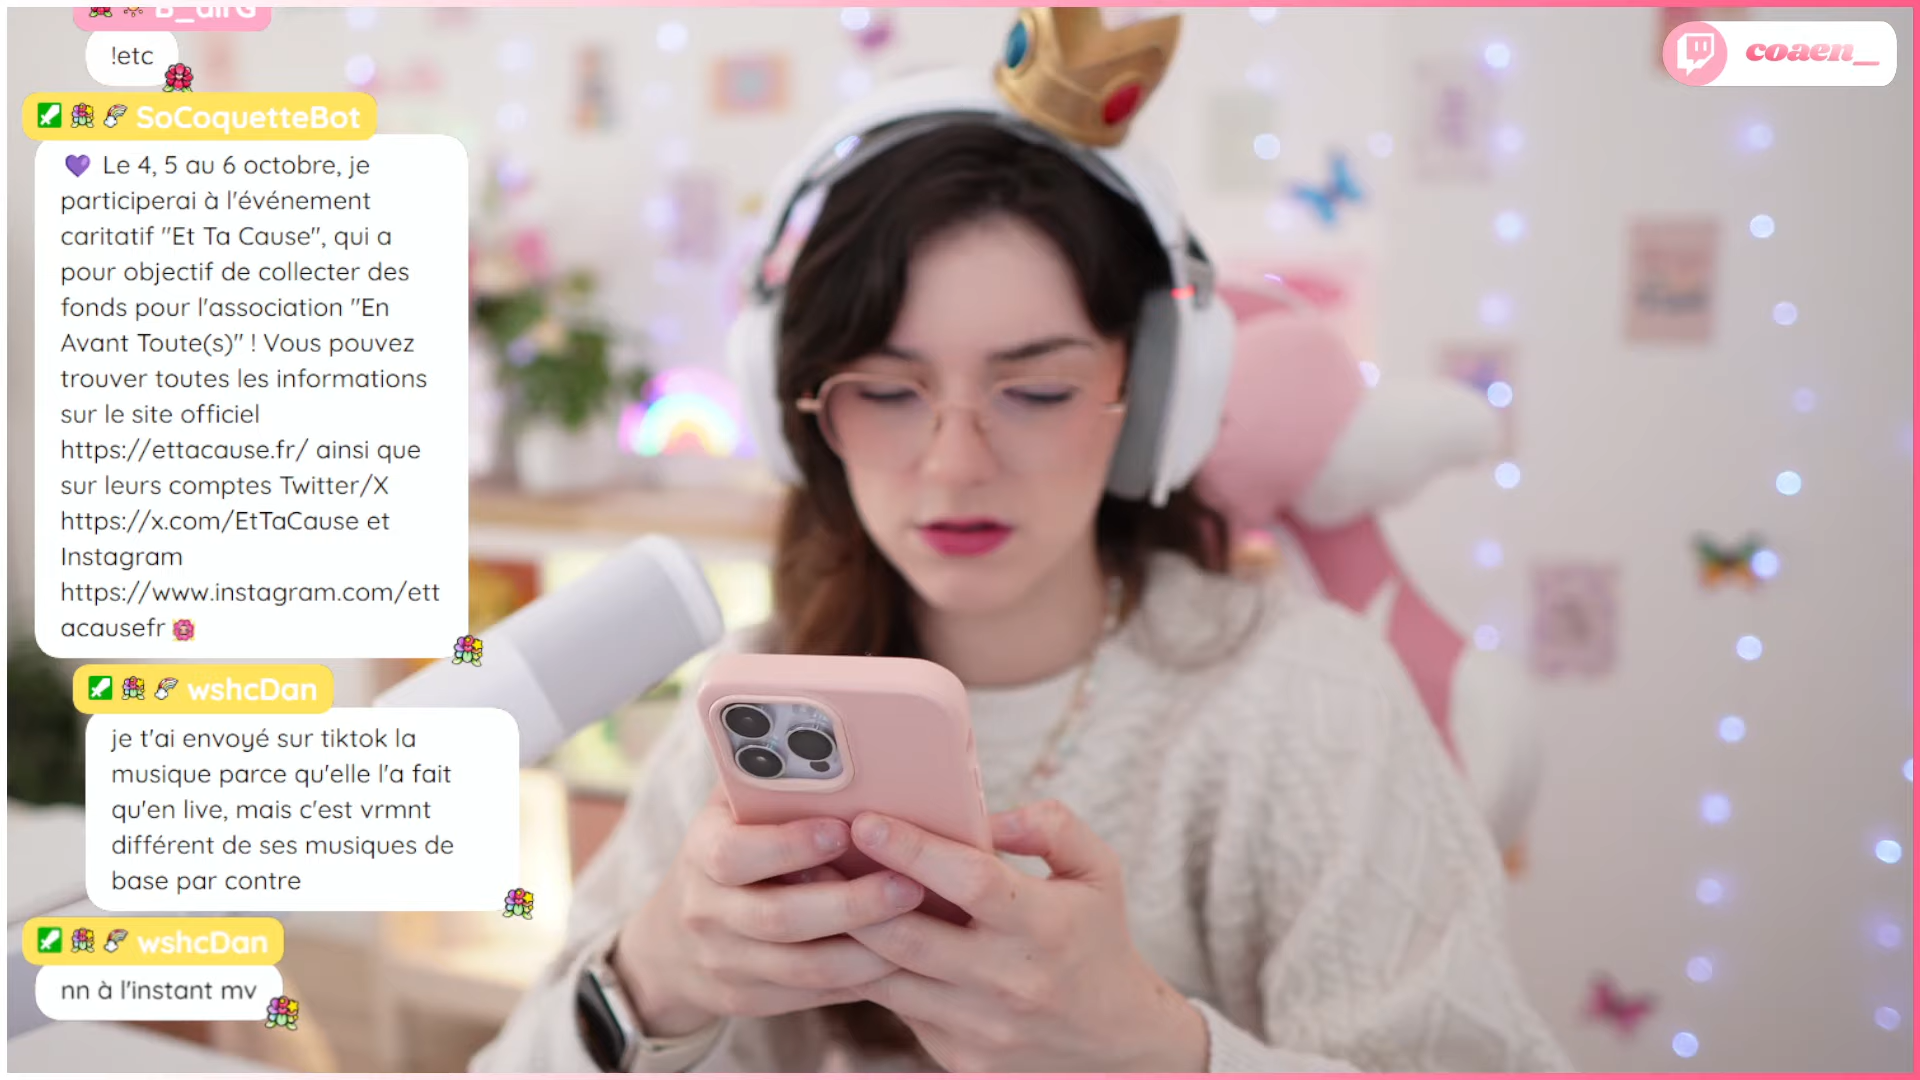 !etc
coaen_
SoCoquetteBot
Le 4, 5 au 6 octobre, je
participerai à l'événement
caritatif "Et Ta Cause", qui a
pour objectif de collecter des
fonds pour l'association "En
Avant Toute(s)" ! Vous pouvez
trouver toutes les informations
sur le site officiel
https://ettacause.fr/ ainsi que
sur leurs comptes Twitter/X
https://x.com/EtTaCause et
Instagram
https://www.instagram.com/ett
acausefr
wshcDan
je t'ai envoyé sur tiktok la
musique parce qu'elle l'a fait
qu'en live, mais c'est vrmnt
différent de ses musiques de
base par contre
wshcDan
nn à l'instant mv